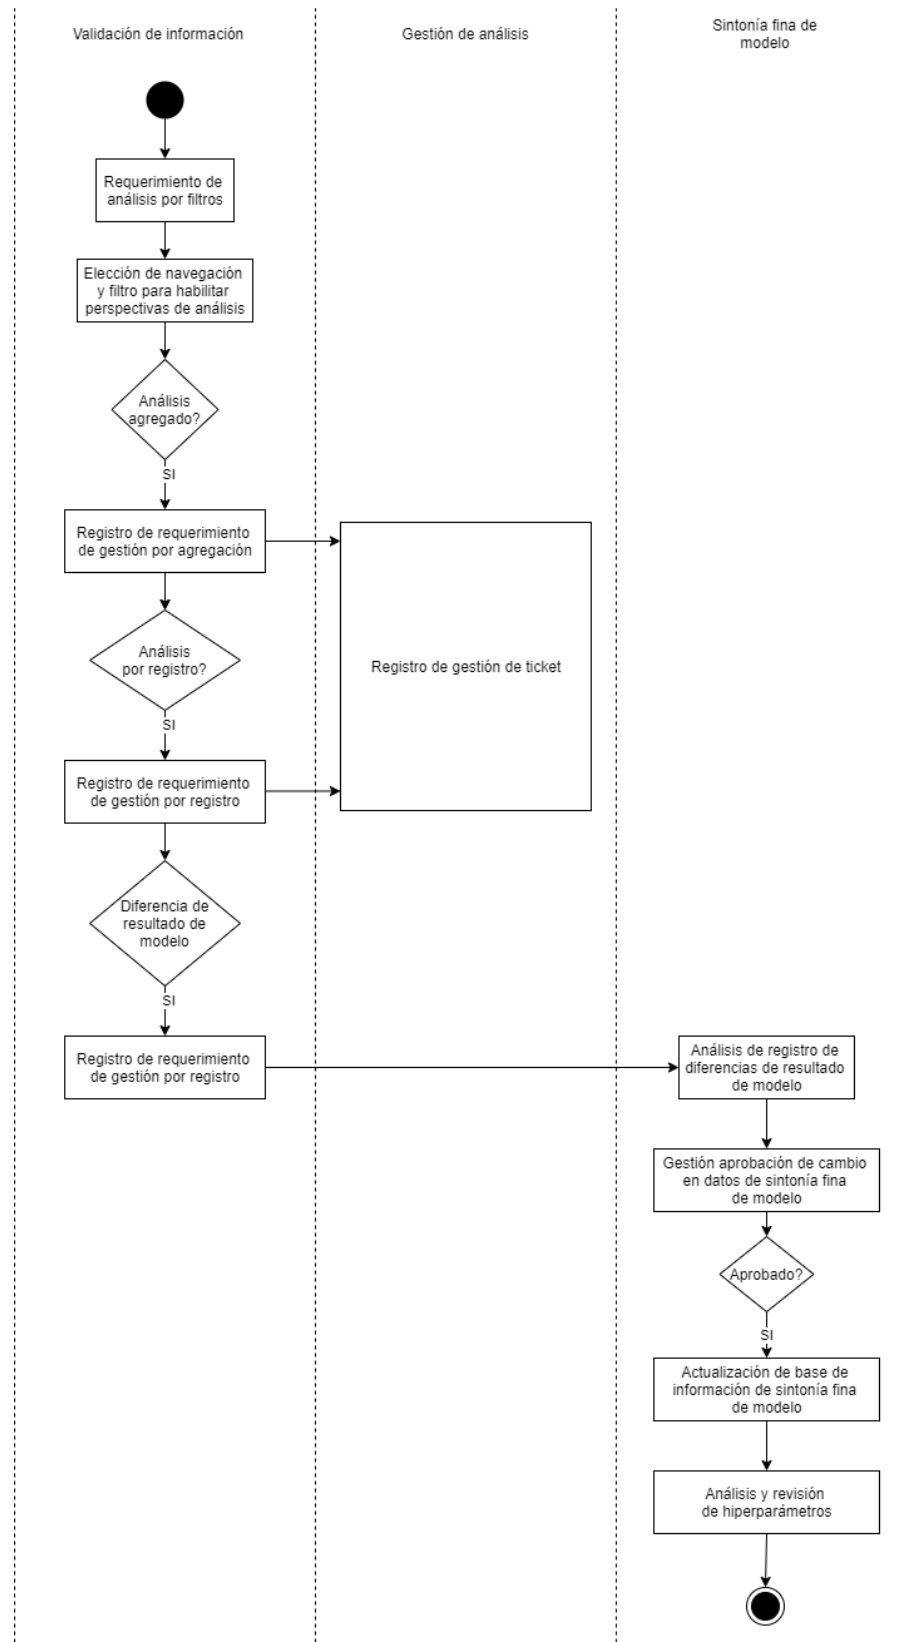 Validación de información
Gestión de análisis
Sintonía fina de
modelo
Requerimiento de
análisis por filtros
Elección de navegación
y filtro para habilitar
perspectivas de análisis
Análisis
agregado?
SI
Registro de requerimiento
de gestión por agregación
Registro de gestión de ticket
Análisis
por registro?
SI
Registro de requerimiento
de gestión por registro
Diferencia de
resultado de
modelo
SI
Registro de requerimiento
de gestión por registro
Análisis de registro de
diferencias de resultado
de modelo
Gestión aprobación de cambio
en datos de sintonía fina
de modelo
Aprobado?
SI
Actualización de base de
información de sintonía fina
de modelo
Análisis y revisión
de hiperparámetros